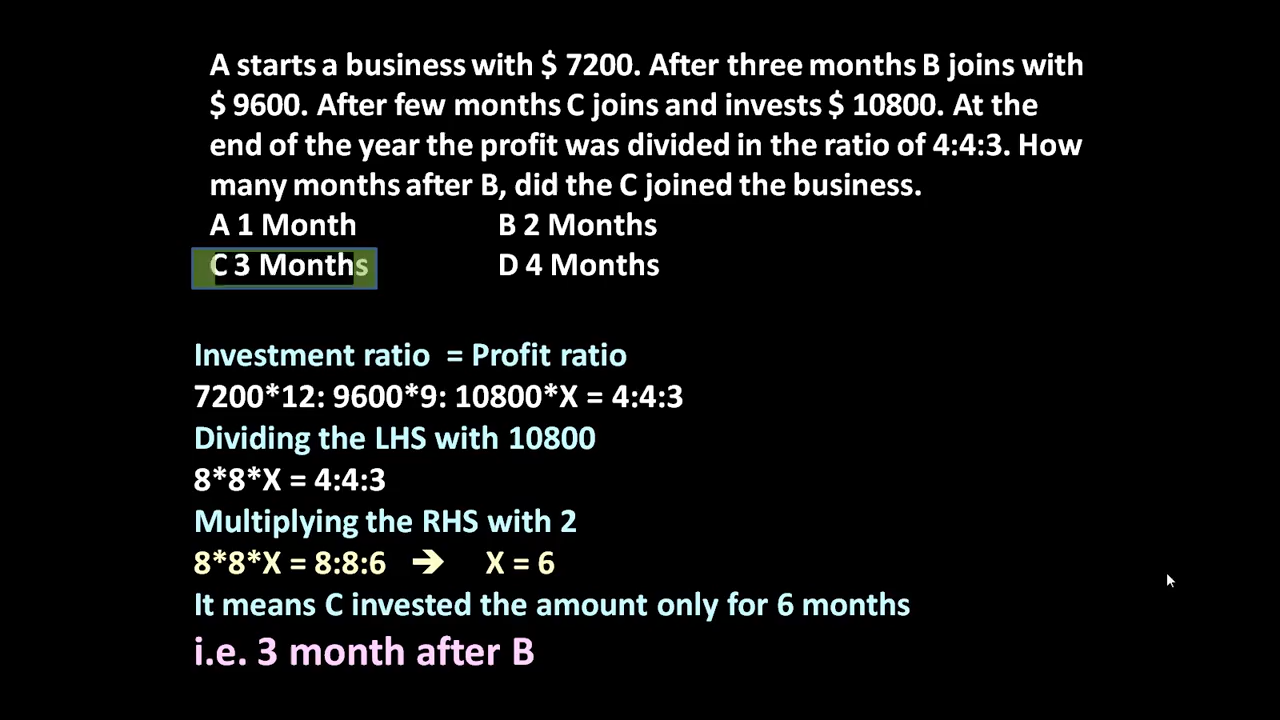 A starts a business with $ 7200. After three months B joins with
$ 9600. After few months C joins and invests $ 10800. At the
end of the year the profit was divided in the ratio of 4:4:3. How
many months after B, did the C joined the business.
A 1 Month B 2 Months
C 3 Months D 4 Months
Investment ratio = Profit ratio
7200*12: 9600*9: 10800*X = 4:4:3
Dividing the LHS with 10800
8*8*X = 4:4:3
Multiplying the RHS with 2
8*8*X = 8:8:6 ➔ X = 6
It means C invested the amount only for 6 months
i.e. 3 month after B